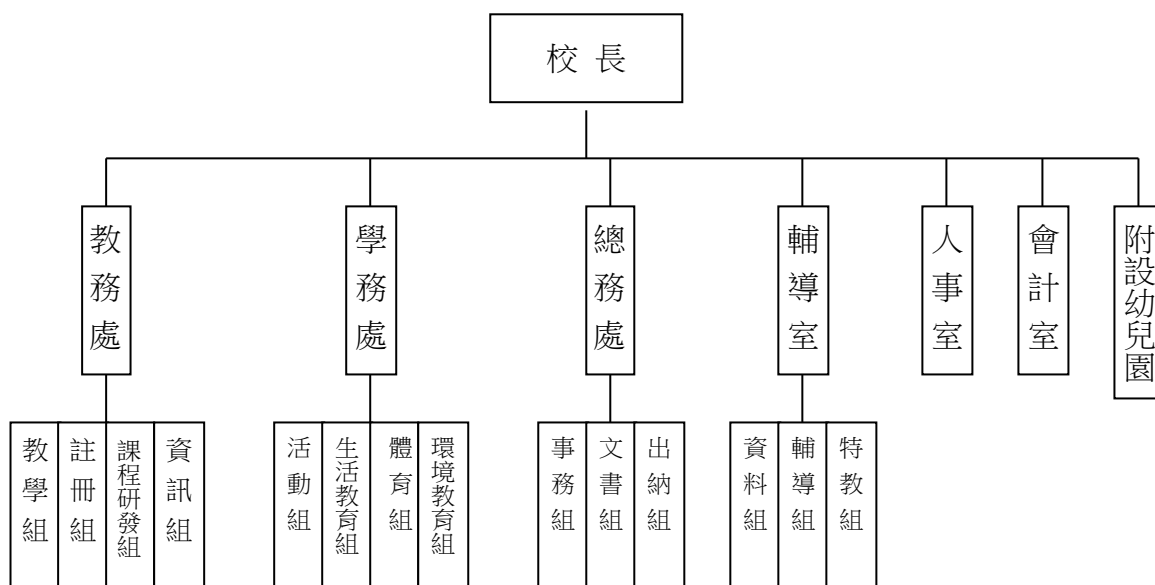 校長
教務處
學務處
總務處
輔導室
人事室
會計室
附設幼兒園
教學組
註冊組
課程研發組
資訊組
活動組
生活教育組
體育組
環境教育組
事務組
文書組
出納組
資料組
輔導組
特教組